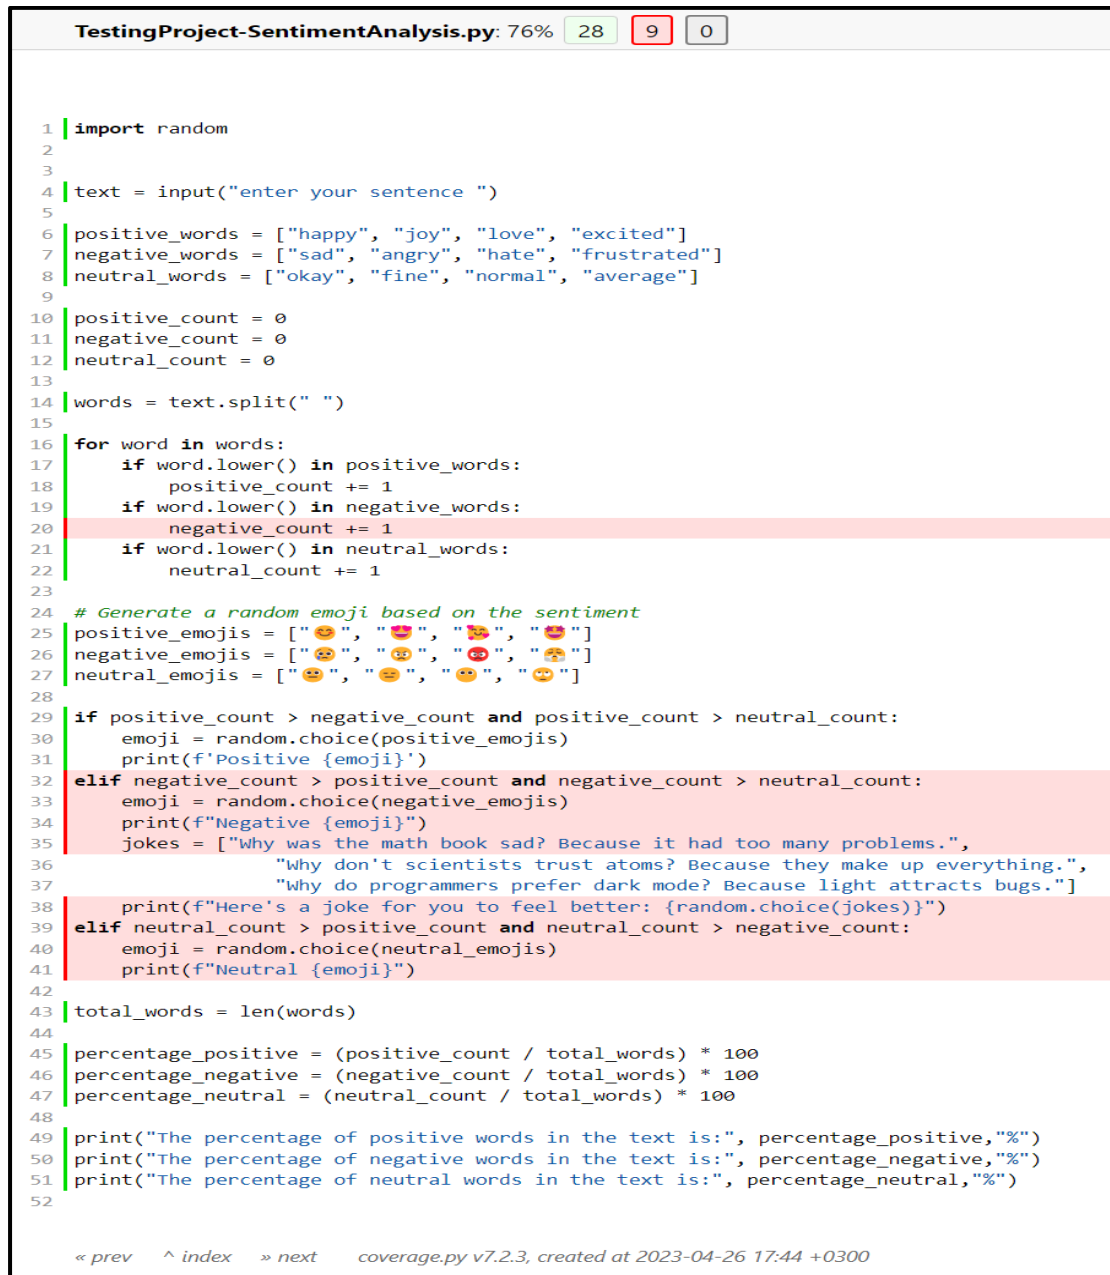 TestingProject-SentimentAnalysis.py: 76% 28 9 0
1 import random
2
3
4 text = input("enter your sentence ")
5
6 positive_words = ["happy", "joy", "love", "excited"]
7 negative_words = ["sad", "angry", "hate", "frustrated"]
8 neutral_words = ["okay", "fine", "normal", "average"]
9
10 positive_count = 0
11 negative_count = 0
12 neutral_count = 0
13
14 words = text.split(" ")
15
16 for word in words:
17     if word.lower() in positive_words:
18         positive_count += 1
19     if word.lower() in negative_words:
20         negative_count += 1
21     if word.lower() in neutral_words:
22         neutral_count += 1
23
24 # Generate a random emoji based on the sentiment
25 positive_emojis = ["😊", "😍", "🥰", "🤩"]
26 negative_emojis = ["😢", "😠", "😡", "😤"]
27 neutral_emojis = ["😐", "😑", "😶", "🙄"]
28
29 if positive_count > negative_count and positive_count > neutral_count:
30     emoji = random.choice(positive_emojis)
31     print(f'Positive {emoji}')
32 elif negative_count > positive_count and negative_count > neutral_count:
33     emoji = random.choice(negative_emojis)
34     print(f"Negative {emoji}")
35     jokes = ["Why was the math book sad? Because it had too many problems.",
36                  "Why don't scientists trust atoms? Because they make up everything.",
37                  "Why do programmers prefer dark mode? Because light attracts bugs."]
38     print(f"Here's a joke for you to feel better: {random.choice(jokes)}")
39 elif neutral_count > positive_count and neutral_count > negative_count:
40     emoji = random.choice(neutral_emojis)
41     print(f"Neutral {emoji}")
42
43 total_words = len(words)
44
45 percentage_positive = (positive_count / total_words) * 100
46 percentage_negative = (negative_count / total_words) * 100
47 percentage_neutral = (neutral_count / total_words) * 100
48
49 print("The percentage of positive words in the text is:", percentage_positive,"%")
50 print("The percentage of negative words in the text is:", percentage_negative,"%")
51 print("The percentage of neutral words in the text is:", percentage_neutral,"%")
52
« prev ^ index » next coverage.py v7.2.3, created at 2023-04-26 17:44 +0300